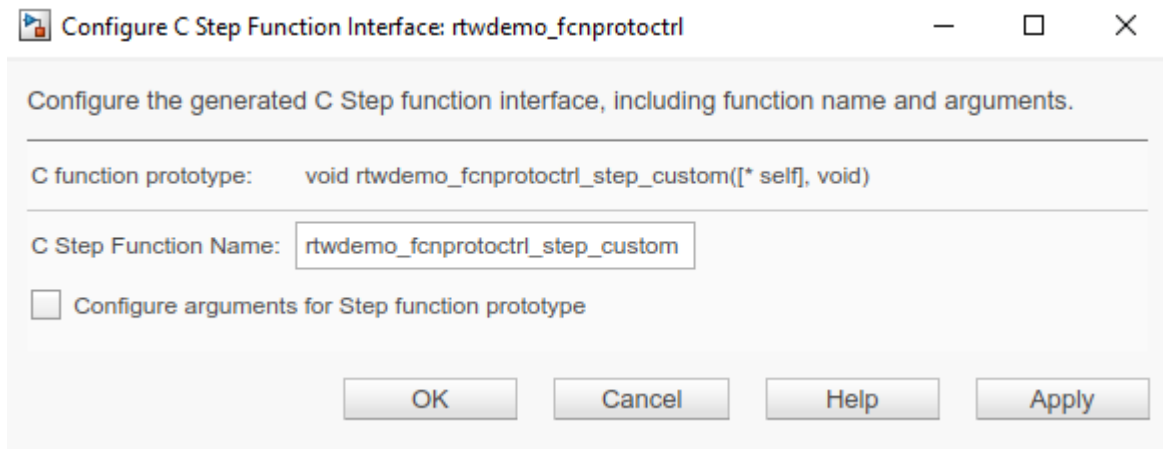 Configure C Step Function Interface: rtwdemo_fcnprotoctrl
Configure the generated C Step function interface, including function name and arguments.
C function prototype: void rtwdemo_fcnprotoctrl_step_custom([* self], void)
C Step Function Name: rtwdemo_fcnprotoctrl_step_custom
Configure arguments for Step function prototype
OK Cancel Help Apply